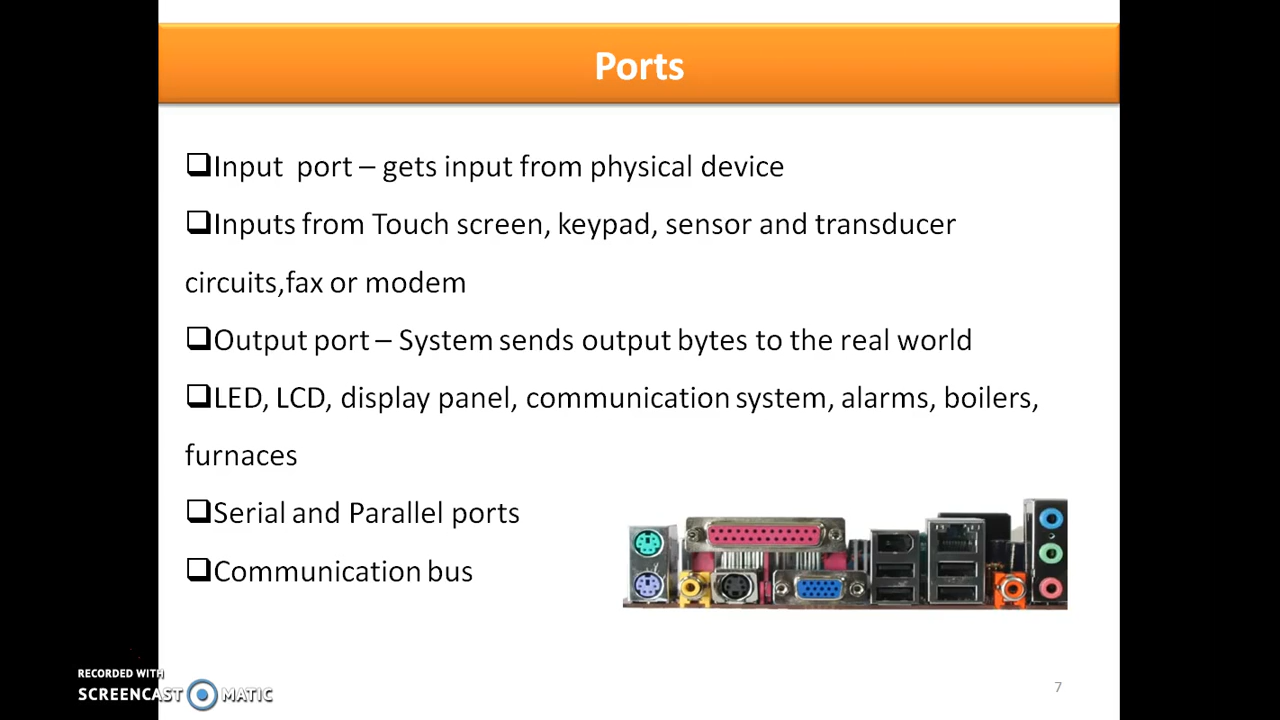 Ports
❑Input port – gets input from physical device
❑Inputs from Touch screen, keypad, sensor and transducer
circuits,fax or modem
❑Output port – System sends output bytes to the real world
❑LED, LCD, display panel, communication system, alarms, boilers,
furnaces
❑Serial and Parallel ports
❑Communication bus
RECORDED WITH
SCREENCAST MATIC
7